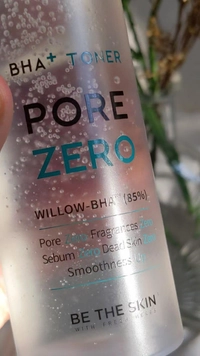 BHA+ TONER
PORE
ZERO
WILLOW-BHA (85%)
Pore Fragrances
Sebum Dead Skin
Smoothness
BE THE SKIN